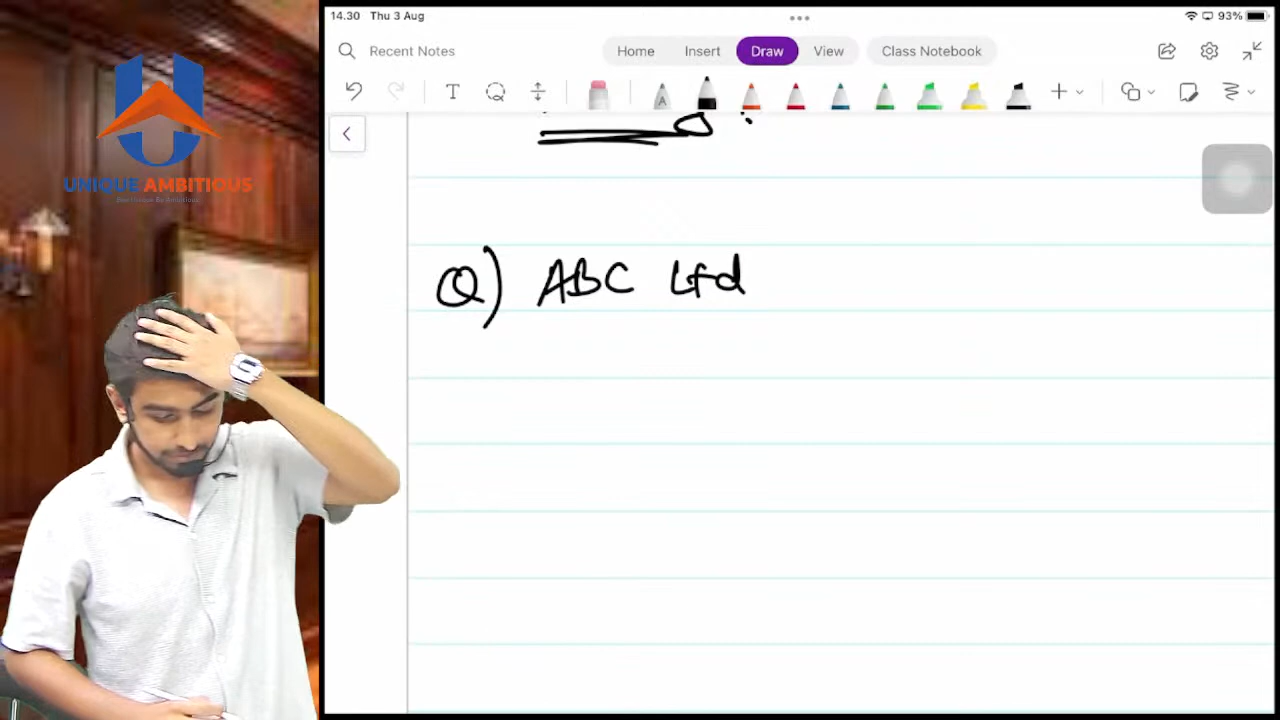 14.30 Thu 3 Aug
93%
Recent Notes
Home Insert Draw View Class Notebook
UNIQUE AMBITIOUS
Q) ABC Ltd